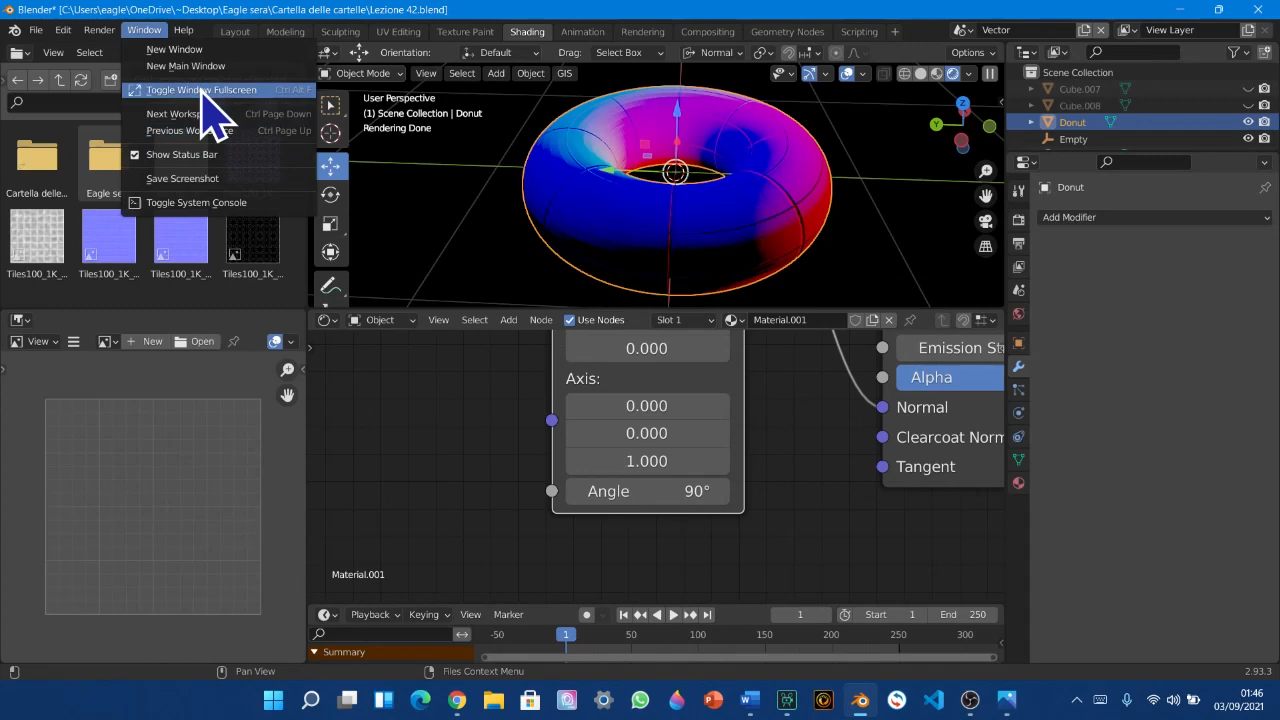 Blender* [C:\Users\eagle\OneDrive\~Desktop\Eagle sera\Cartella delle cartelle\Lezione 42.blend]
File Edit Render Window Help Layout Modeling Sculpting UV Editing Texture Paint Shading Animation Rendering Compositing Geometry Nodes Scripting + Scene Vector View Layer
View Select
New Window
New Main Window
Toggle Window Fullscreen Ctrl Alt F
Ctrl Page Down
Ctrl Page Up
Show Status Bar
Save Screenshot
Toggle System Console
Orientation: Default Drag: Select Box Normal Options
Object Mode View Select Add Object GIS
User Perspective
(1) Scene Collection | Donut
Rendering Done
Z
Y
Scene Collection
Cube.007
Cube.008
Donut
Empty
Donut
Add Modifier
Cartella delle...
Tiles100_1K_... Tiles100_1K_... Tiles100_1K_... Tiles100_1K_...
View New Open
Object View Select Add Node Use Nodes Slot 1 Material.001
0.000
Axis:
0.000
0.000
1.000
Angle 90°
Alpha
Normal
Clearcoat Norm
Tangent
Material.001
Playback Keying View Marker 1 Start 1 End 250
-50 1 50 100 150 200 250 300
Summary
Pan View Files Context Menu 2.93.3
01:46
03/09/2021